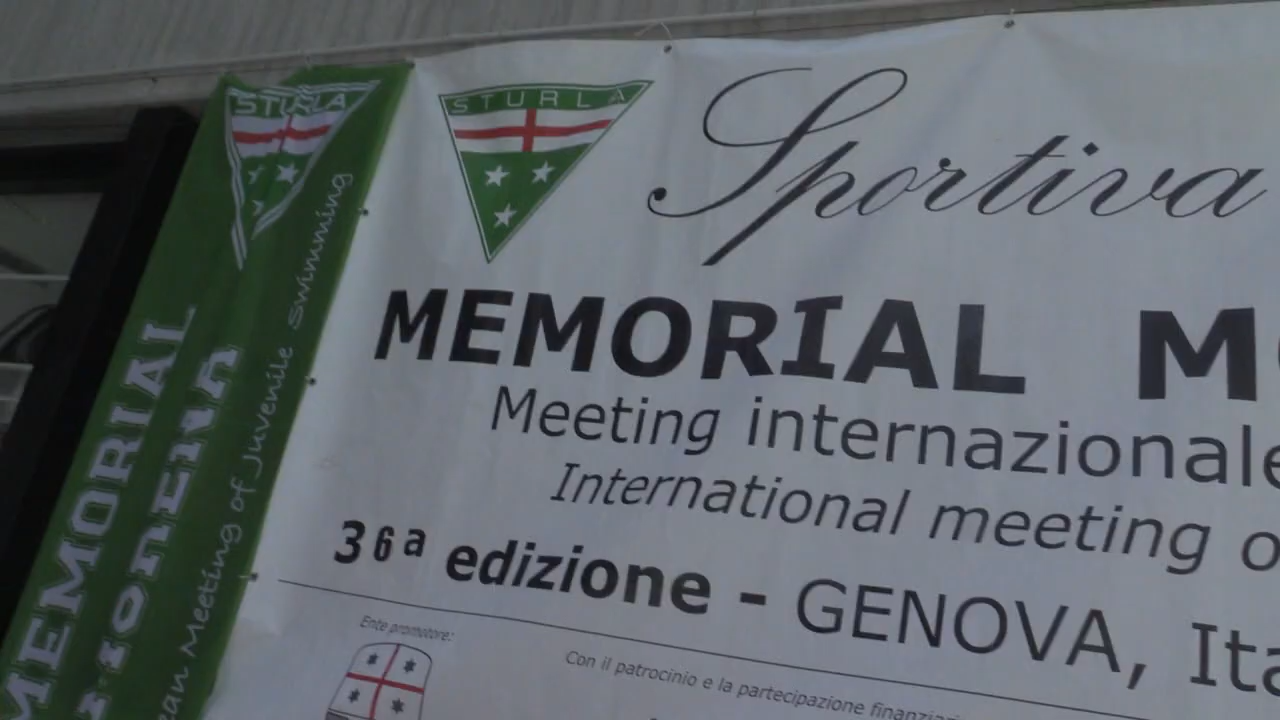 STURLA
MEMORIAL
Meeting of Juvenile Swimming
STURLA
Sportiva
MEMORIAL
Meeting internazionale
International meeting
36ª edizione - GENOVA,
Ente promotore:
Con il patrocinio e la partecipazione